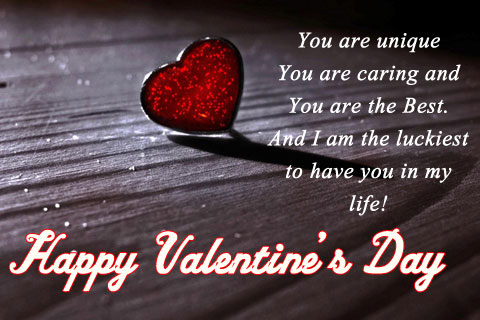 You are unique
You are caring and
You are the Best.
And I am the luckiest
to have you in my
life!
Happy Valentine's Day